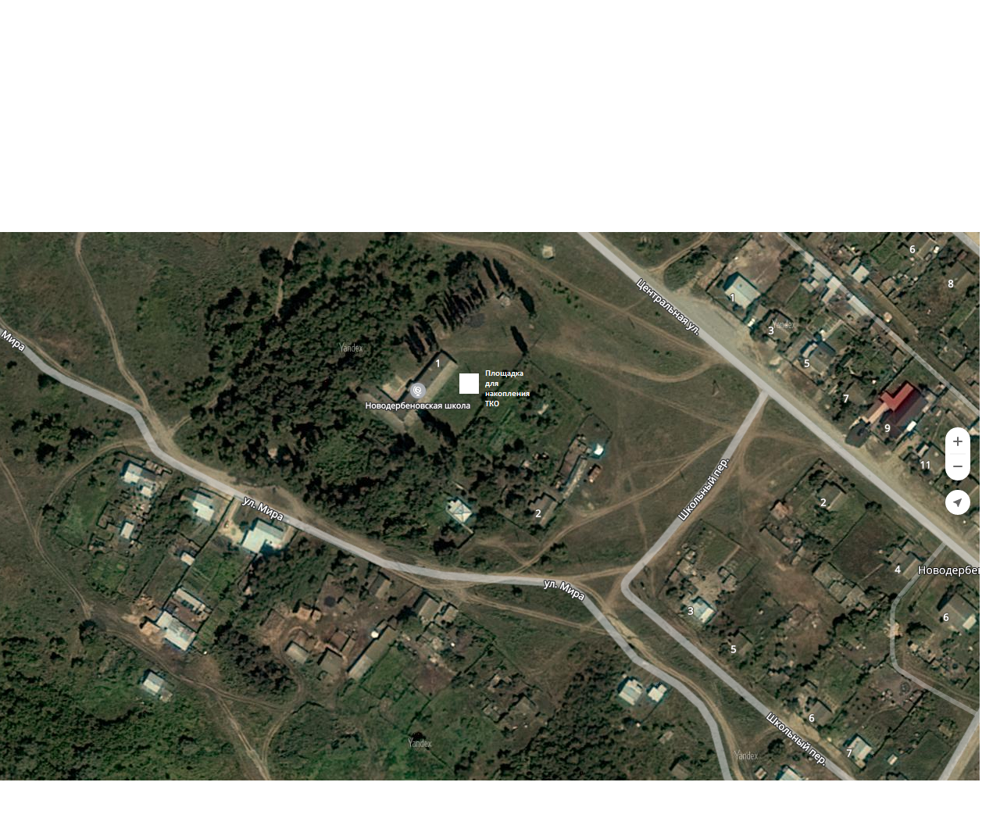 6
8
Центральная ул.
1
3
Yandex
Мира
Yandex
1
5
Площадка
для
накопления
ТКО
7
Новодербеновская школа
9
11
Школьный пер.
ул. Мира
2
2
4
Новодербен
ул. Мира
3
6
5
6
Школьный пер.
Yandex
7
Yandex